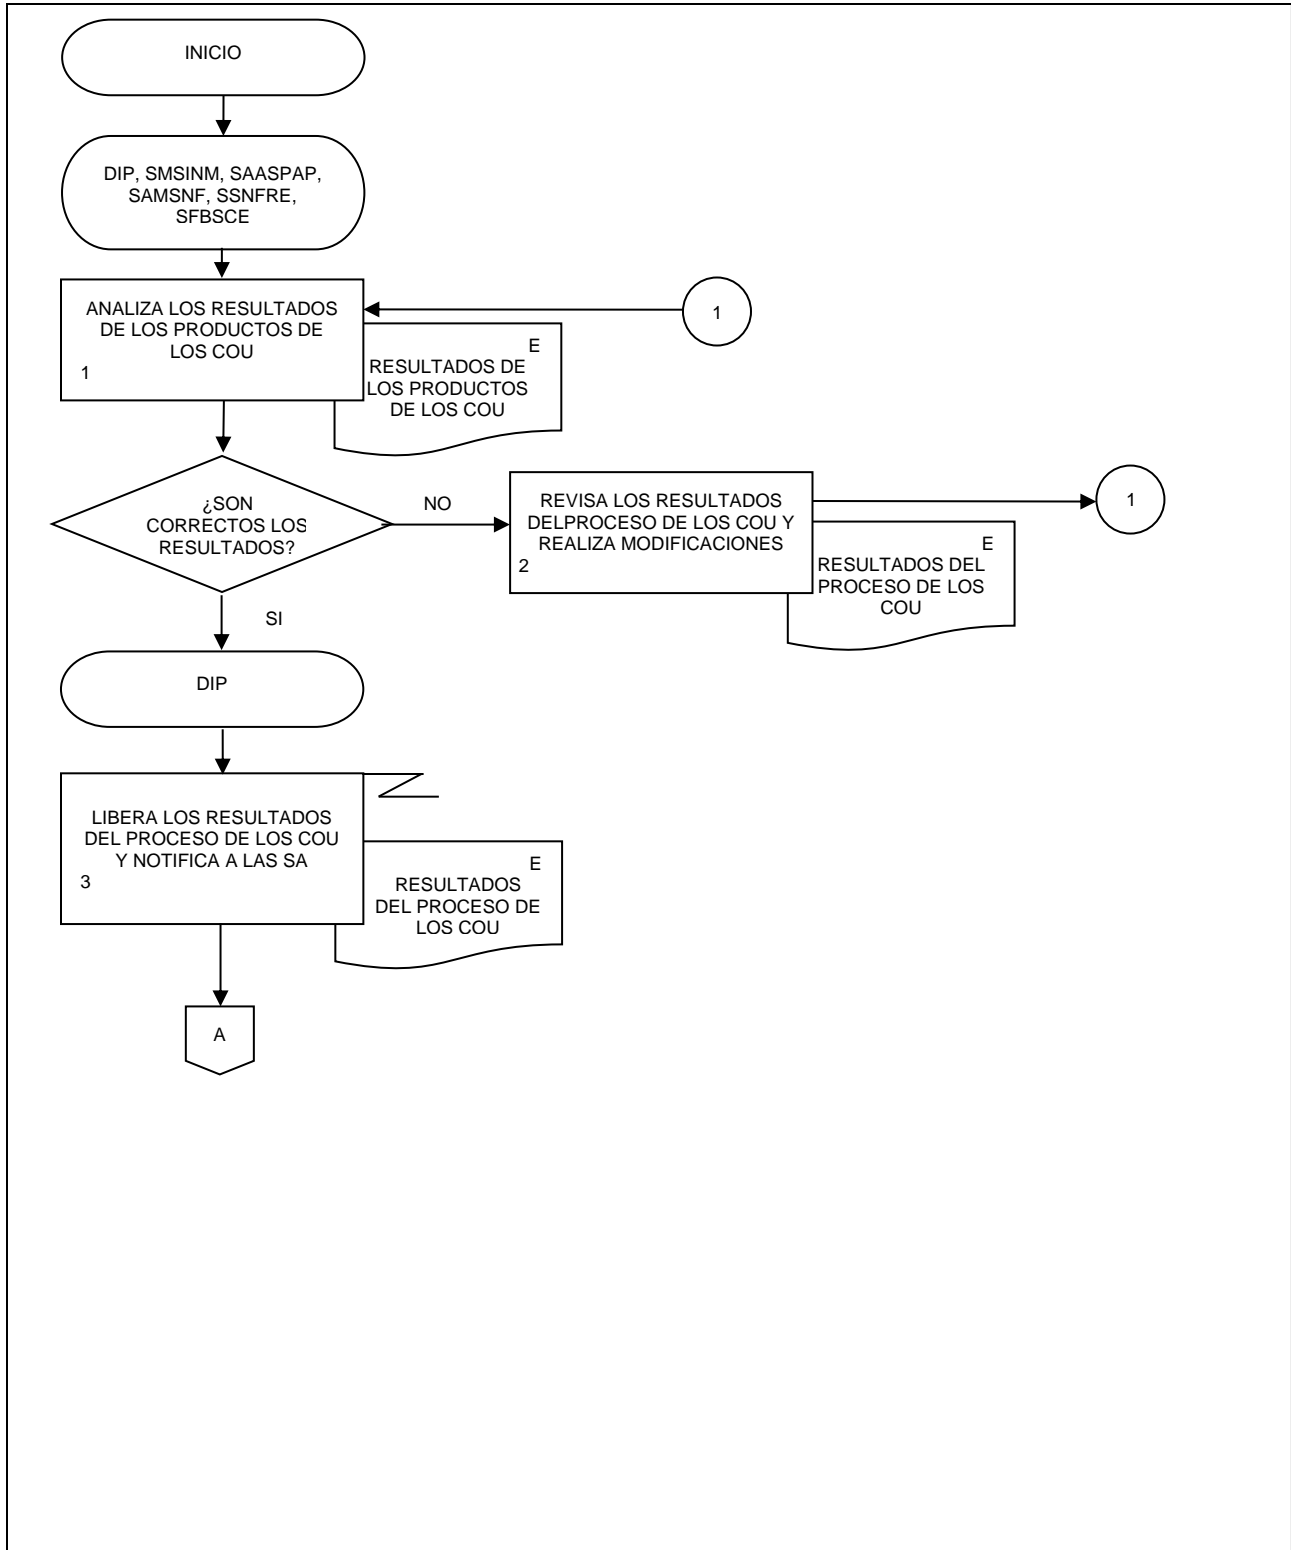 INICIO
DIP, SMSINM, SAASPAP,
SAMSNF, SSNFRE,
SFBSCE
ANALIZA LOS RESULTADOS
DE LOS PRODUCTOS DE
LOS COU
1
1
E
RESULTADOS DE
LOS PRODUCTOS
DE LOS COU
¿SON
CORRECTOS LOS
RESULTADOS?
NO
REVISA LOS RESULTADOS
DELPROCESO DE LOS COU Y
REALIZA MODIFICACIONES
2
1
E
RESULTADOS DEL
PROCESO DE LOS
COU
SI
DIP
LIBERA LOS RESULTADOS
DEL PROCESO DE LOS COU
Y NOTIFICA A LAS SA
3
E
RESULTADOS
DEL PROCESO DE
LOS COU
A